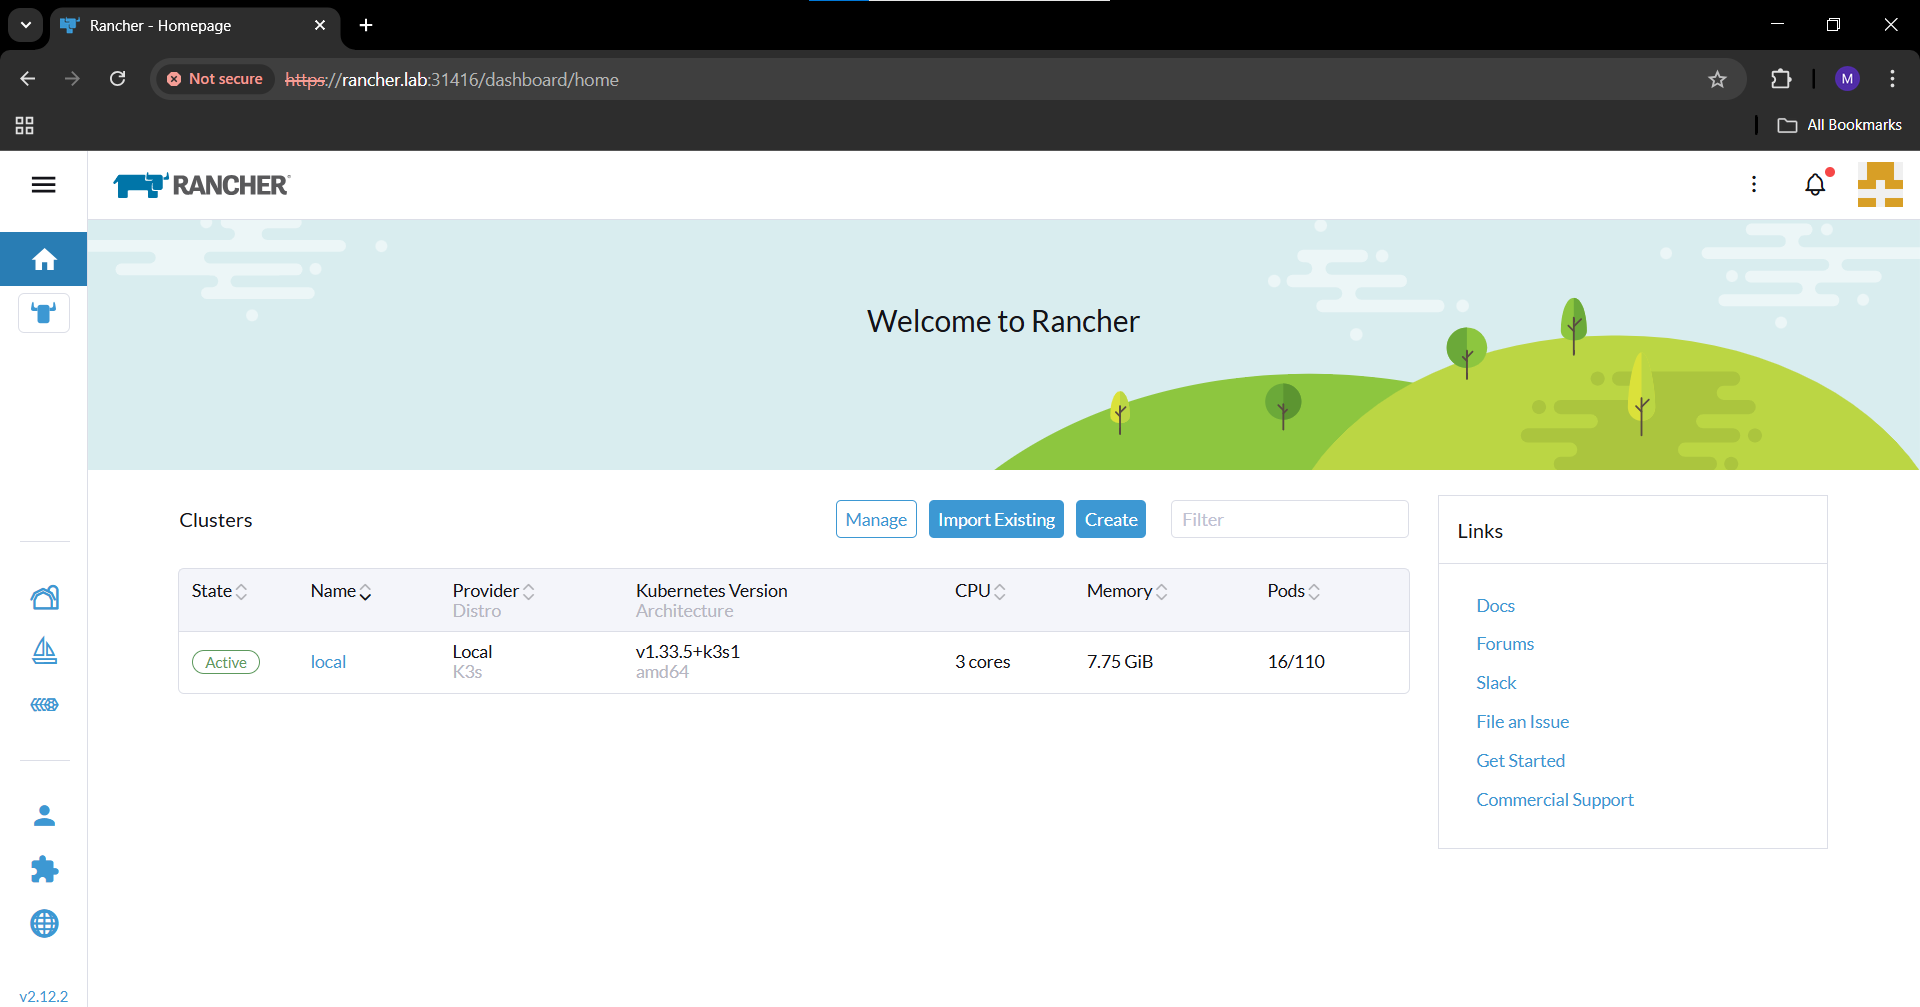 Rancher - Homepage
Not secure https://rancher.lab:31416/dashboard/home M
All Bookmarks
RANCHER
Welcome to Rancher
Clusters Manage Import Existing Create Filter
State Name Provider Kubernetes Version CPU Memory Pods
Distro Architecture
Active local Local v1.33.5+k3s1 3 cores 7.75 GiB 16/110
K3s amd64
Links
Docs
Forums
Slack
File an Issue
Get Started
Commercial Support
v2.12.2